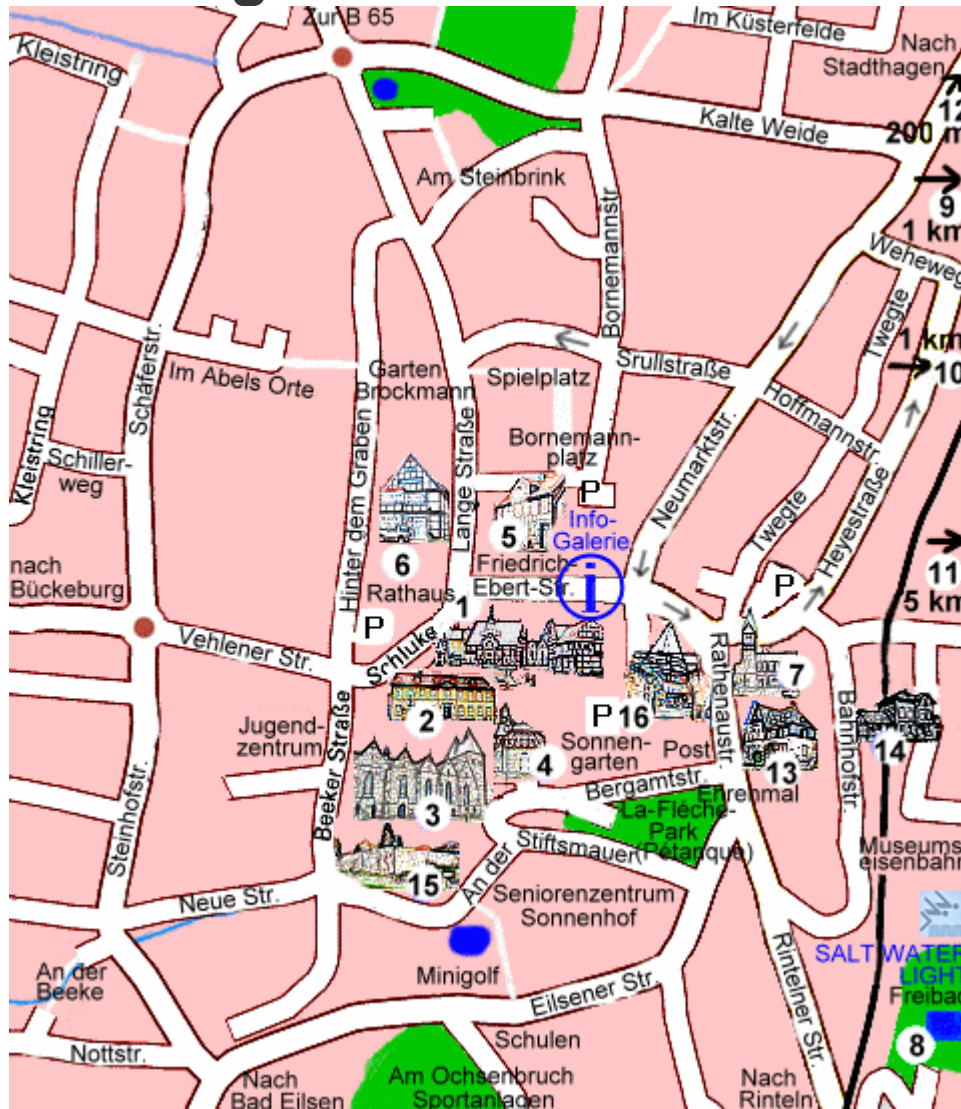 Zur B 65
Im Küsterfelde
Kleistring
Nach
Stadthagen
12
200 m
Kalte Weide
Am Steinbrink
9
1 km
Weheweg
Bornemannstr.
Twegte
1 km
10
Srullstraße
Schäferstr.
Im Abels Orte
Garten
Brockmann
Spielplatz
Hoffmannstr.
Kleistring
Schiller-
weg
Hinter dem Graben
Lange Straße
Bornemann-
platz
P
Neumarktstr.
Info-
Galerie
i
Twegte
Heyestraße
P
nach
Bückeburg
6
5
Friedrich-
Ebert-Str.
11
5 km
Rathaus
1
P
Schluke
Vehlener Str.
7
Rathenaustr.
Bahnhofstr.
2
P
16
Jugend-
zentrum
4
Sonnen-
garten
Post
13
14
Beeker Straße
3
Bergamtstr.
Ehrenmal
La-Fléche-
Park
(Pétanque)
Steinhofstr.
15
An der
Stiftsmauer
Museums
eisenbahn
Neue Str.
Seniorenzentrum
Sonnenhof
Rintelner Str.
SALT WATER
LIGHT
Freibad
An der
Beeke
Minigolf
Eilsener Str.
8
Nottstr.
Schulen
Nach
Bad Eilsen
Am Ochsenbruch
Sportanlagen
Nach
Rinteln